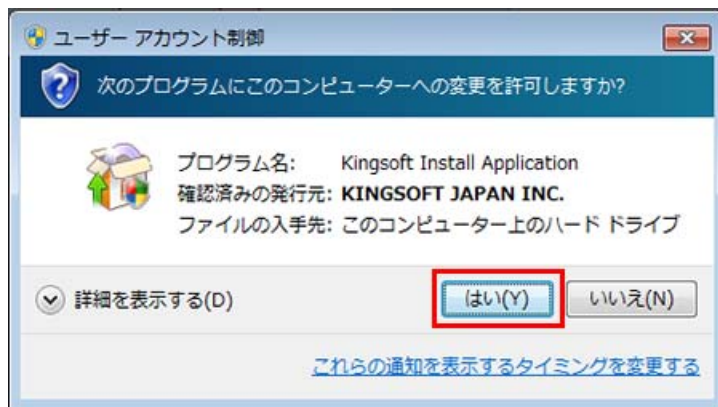 ユーザー アカウント制御
次のプログラムにこのコンピューターへの変更を許可しますか?
プログラム名: Kingsoft Install Application
確認済みの発行元: KINGSOFT JAPAN INC.
ファイルの入手先: このコンピューター上のハード ドライブ
詳細を表示する(D) はい(Y) いいえ(N)
これらの通知を表示するタイミングを変更する